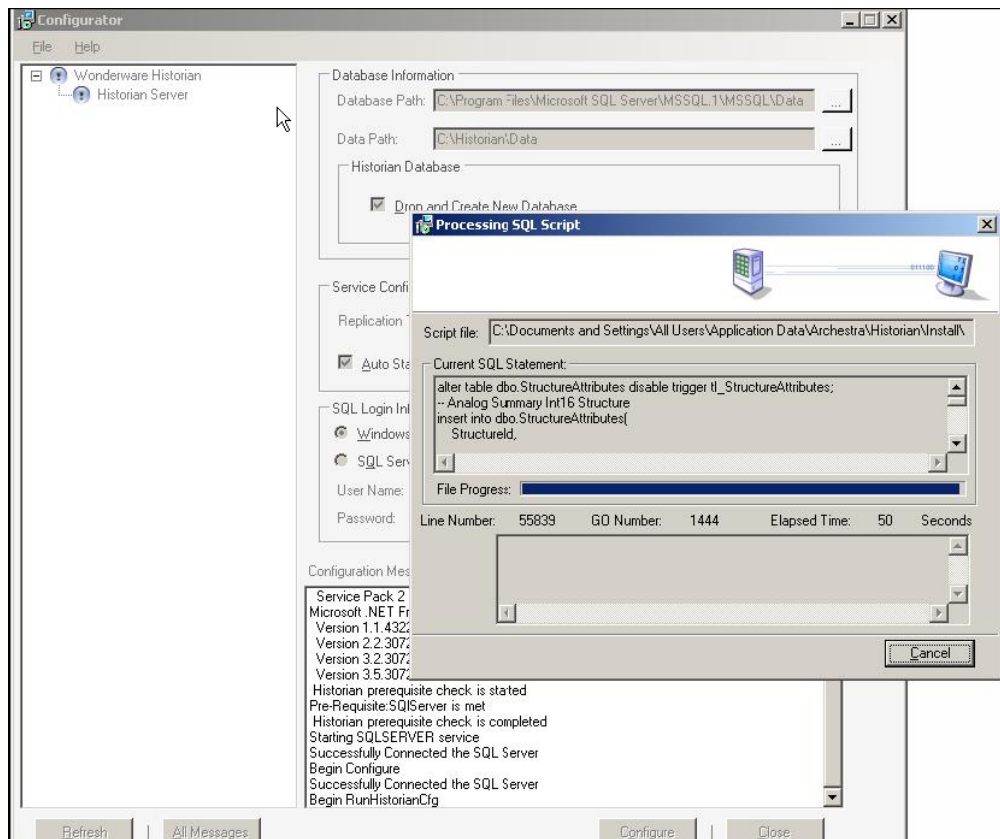 Configurator
File Help
Wonderware Historian
Historian Server
Database Information
Database Path: C:\Program Files\Microsoft SQL Server\MSSQL.1\MSSQL\Data ...
Data Path: C:\Historian\Data ...
Historian Database
Drop and Create New Database
Service Confi
Replication
Auto Sta
SQL Login In
Windows
SQL Serv
User Name:
Password:
Processing SQL Script
011100
Script file: C:\Documents and Settings\All Users\Application Data\Archestra\Historian\Install\
Current SQL Statement:
alter table dbo.StructureAttributes disable trigger tI_StructureAttributes;
-- Analog Summary Int16 Structure
insert into dbo.StructureAttributes(
StructureId,
File Progress:
Line Number: 55839 GO Number: 1444 Elapsed Time: 50 Seconds
Cancel
Configuration Mes
Service Pack 2
Microsoft .NET Fr
Version 1.1.4322
Version 2.2.3072
Version 3.2.3072
Version 3.5.3072
Historian prerequisite check is stated
Pre-Requisite:SQlServer is met
Historian prerequisite check is completed
Starting SQLSERVER service
Successfully Connected the SQL Server
Begin Configure
Successfully Connected the SQL Server
Begin RunHistorianCfg
Refresh All Messages Configure Close